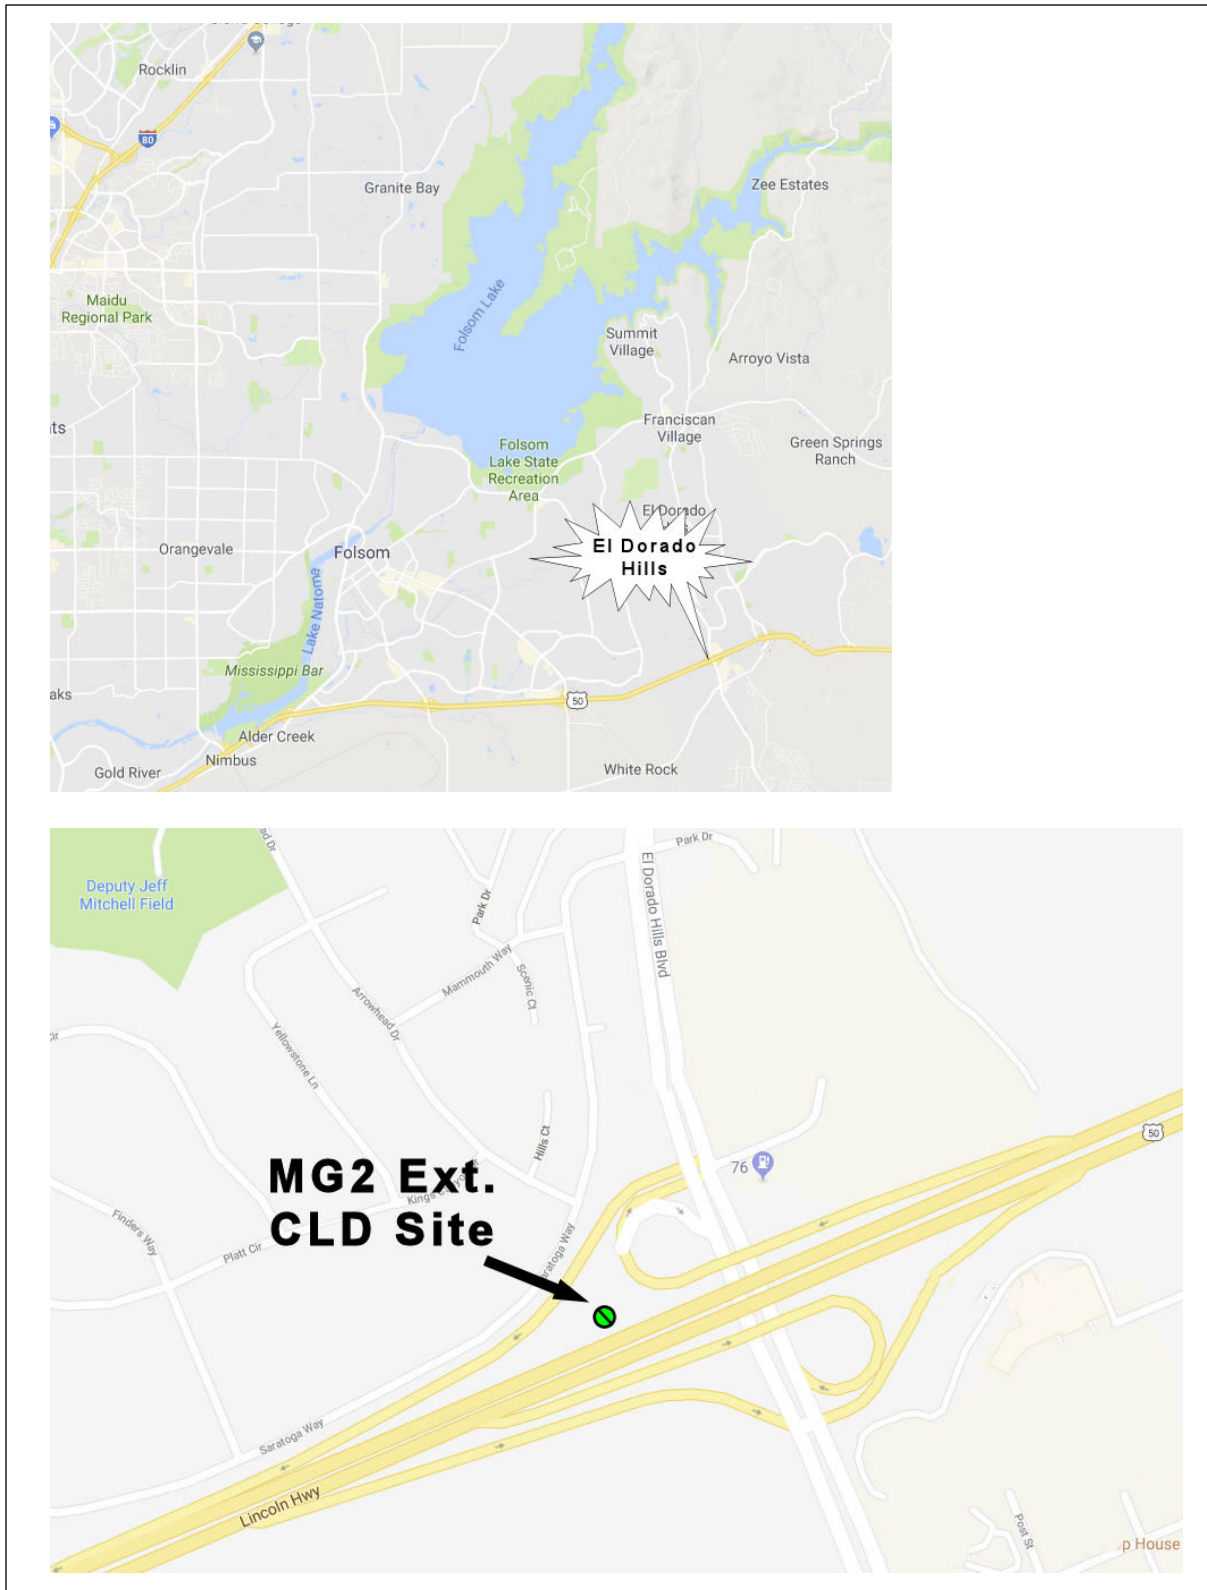 Rocklin
80
Granite Bay
Zee Estates
Maidu
Regional Park
Folsom Lake
Summit
Village
Arroyo Vista
Franciscan
Village
Green Springs
Ranch
Folsom
Lake State
Recreation
Area
El Dorado
El Dorado
Hills
Orangevale
Folsom
Lake Natoma
Mississippi Bar
50
Alder Creek
Nimbus
Gold River
White Rock
Park Dr
El Dorado Hills Blvd
Deputy Jeff
Mitchell Field
Park Dr
Mammouth Way
Scenic Ct
Arrowhead Dr
Yellowstone Ln
50
Hills Ct
76
MG2 Ext.
CLD Site
Finders Way
Platt Cir
Saratoga Way
Lincoln Hwy
Post St
p House